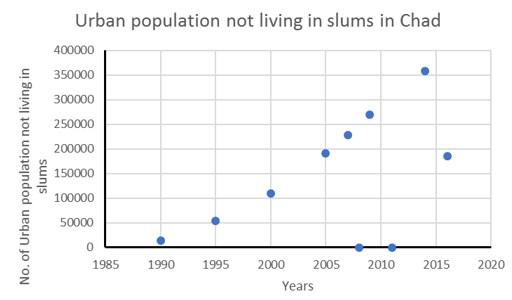 Urban population not living in slums in Chad
No. of Urban population not living in
slums
400000
350000
300000
250000
200000
150000
100000
50000
0
1985 1990 1995 2000 2005 2010 2015 2020
Years